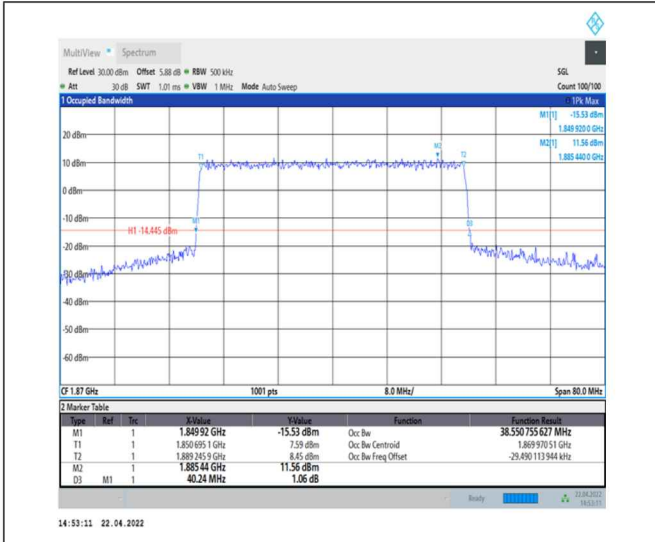 MultiView Spectrum
Ref Level 30.00 dBm Offset 5.88 dB RBW 500 kHz SGL
Att 30 dB SWT 1.01 ms VBW 1 MHz Mode Auto Sweep Count 100/100
1 Occupied Bandwidth 1Pk Max
M1[1] -15.53 dBm
1.849 920 0 GHz
M2[1] 11.56 dBm
1.885 440 0 GHz
20 dBm
M2
T1 T2
10 dBm
0 dBm
-10 dBm
M1 D3
H1 -14.445 dBm
-20 dBm
-30 dBm
-40 dBm
-50 dBm
-60 dBm
CF 1.87 GHz 1001 pts 8.0 MHz/ Span 80.0 MHz
2 Marker Table
Type Ref Trc X-Value Y-Value Function Function Result
M1 1 1.849 92 GHz -15.53 dBm Occ Bw 38.550 755 627 MHz
T1 1 1.850 695 1 GHz 7.59 dBm Occ Bw Centroid 1.869 970 51 GHz
T2 1 1.889 245 9 GHz 8.45 dBm Occ Bw Freq Offset -29.490 113 944 kHz
M2 1 1.885 44 GHz 11.56 dBm
D3 M1 1 40.24 MHz 1.06 dB
Ready 22.04.2022
14:53:11
14:53:11 22.04.2022